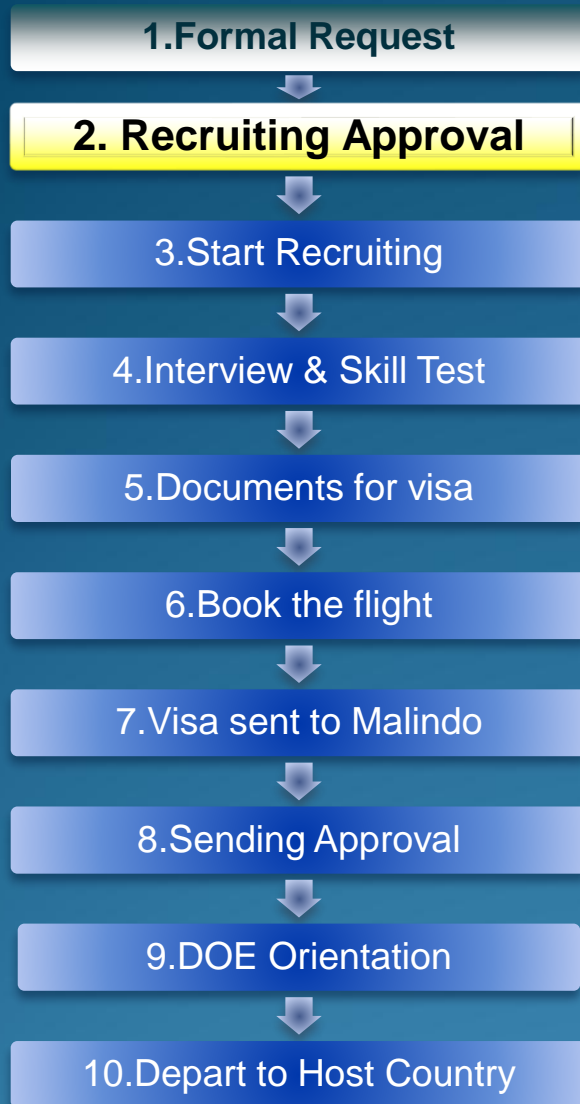 1.Formal Request
2. Recruiting Approval
3.Start Recruiting
4.Interview & Skill Test
5.Documents for visa
6.Book the flight
7.Visa sent to Malindo
8.Sending Approval
9.DOE Orientation
10.Depart to Host Country